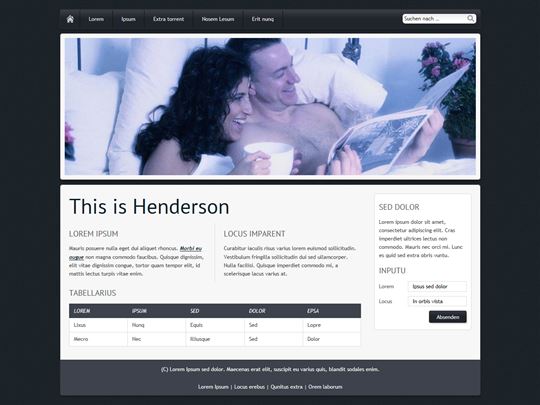 Lorem Ipsum Extra torrent Nosem Lesum Erit nunq Suchen nach ...
This is Henderson
LOREM IPSUM
Mauris posuere nulla eget dui aliquet rhoncus. Morbi eu
augue non magna commodo faucibus. Quisque dignissim,
elit vitae dignissim congue, tortor quam tempor elit, id
mattis lectus turpis vitae enim.
LOCUS IMPARENT
Curabitur iaculis risus varius lorem euismod sollicitudin.
Vestibulum fringilla sollicitudin dui sed ullamcorper.
Nulla facilisi. Quisque imperdiet commodo mi, a
scelerisque lacus varius at.
TABELLARIUS
LOREM IPSUM SED DOLOR EPSA
Lixus Nunq Equis Sed Lopre
Mecro Nec Illiusque Sed Dolor
SED DOLOR
Lorem ipsum dolor sit amet,
consectetur adipiscing elit. Cras
imperdiet ultrices lectus non
commodo. Mauris nec orci mi. Lunc
es quid sed extra obris ventu.
INPUTU
Lorem Ipsus sed dolor
Locus In orbis vista
Absenden
(C) Lorem Ipsum sed dolor. Maecenas erat elit, suscipit eu varius quis, blandit sodales enim.
Lorem Ipsum | Locus erebus | Qunitus extra | Orem laborum